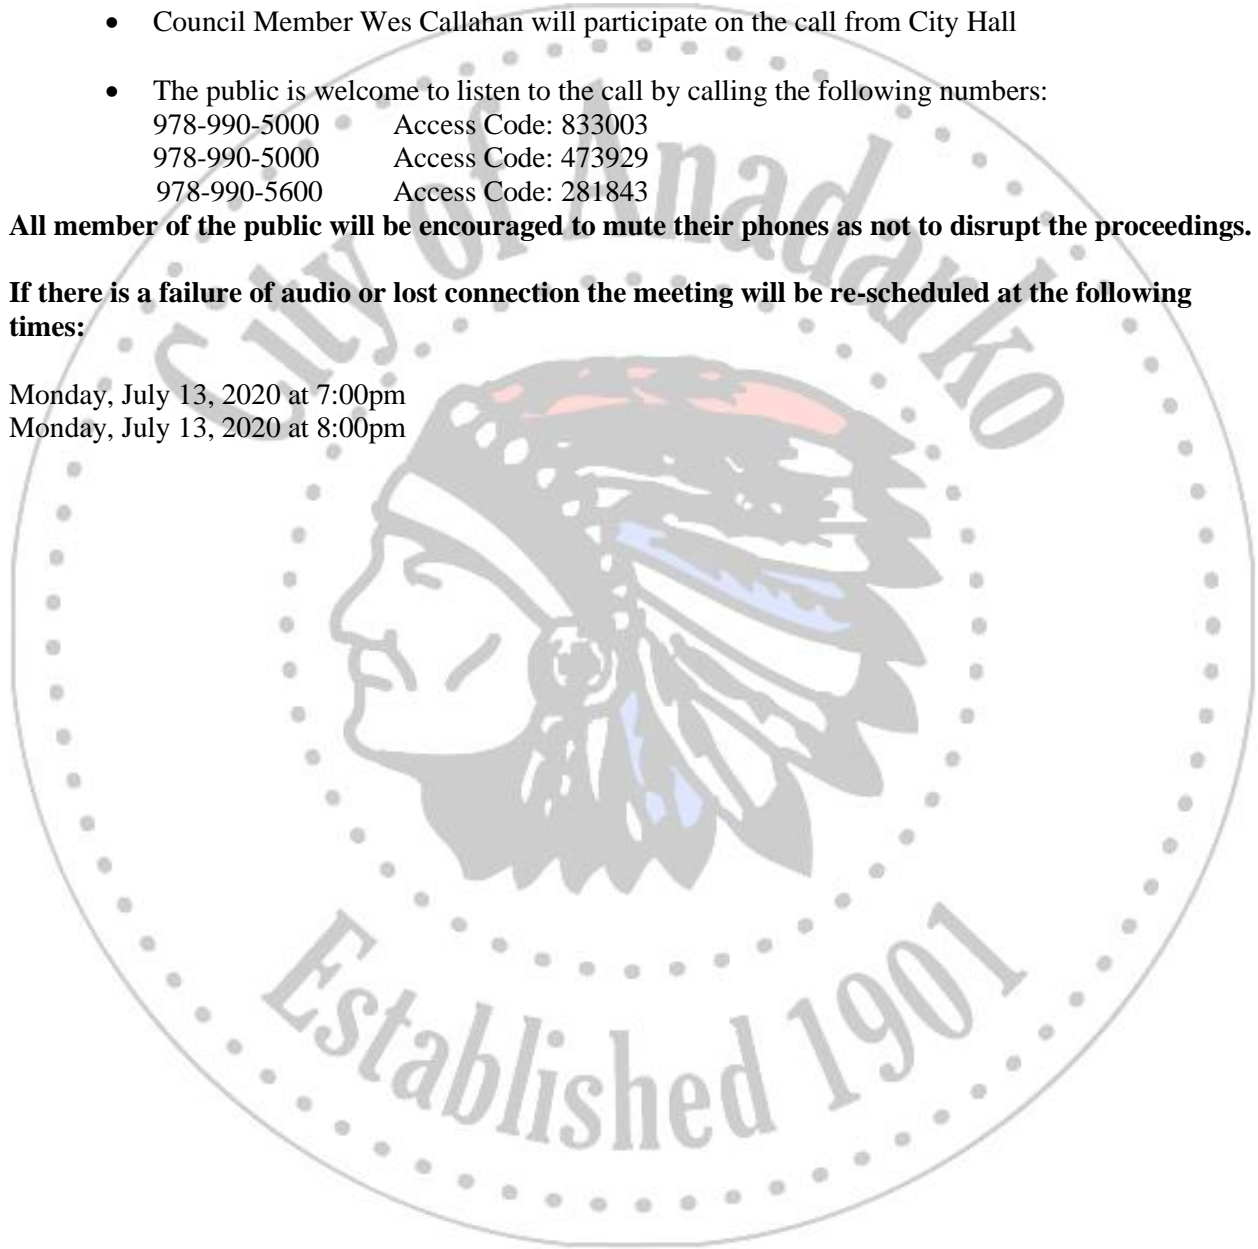 • Council Member Wes Callahan will participate on the call from City Hall
• The public is welcome to listen to the call by calling the following numbers:
978-990-5000 Access Code: 833003
978-990-5000 Access Code: 473929
978-990-5600 Access Code: 281843
All member of the public will be encouraged to mute their phones as not to disrupt the proceedings.
If there is a failure of audio or lost connection the meeting will be re-scheduled at the following
times:
Monday, July 13, 2020 at 7:00pm
Monday, July 13, 2020 at 8:00pm
City of Anadarko
Established 1901